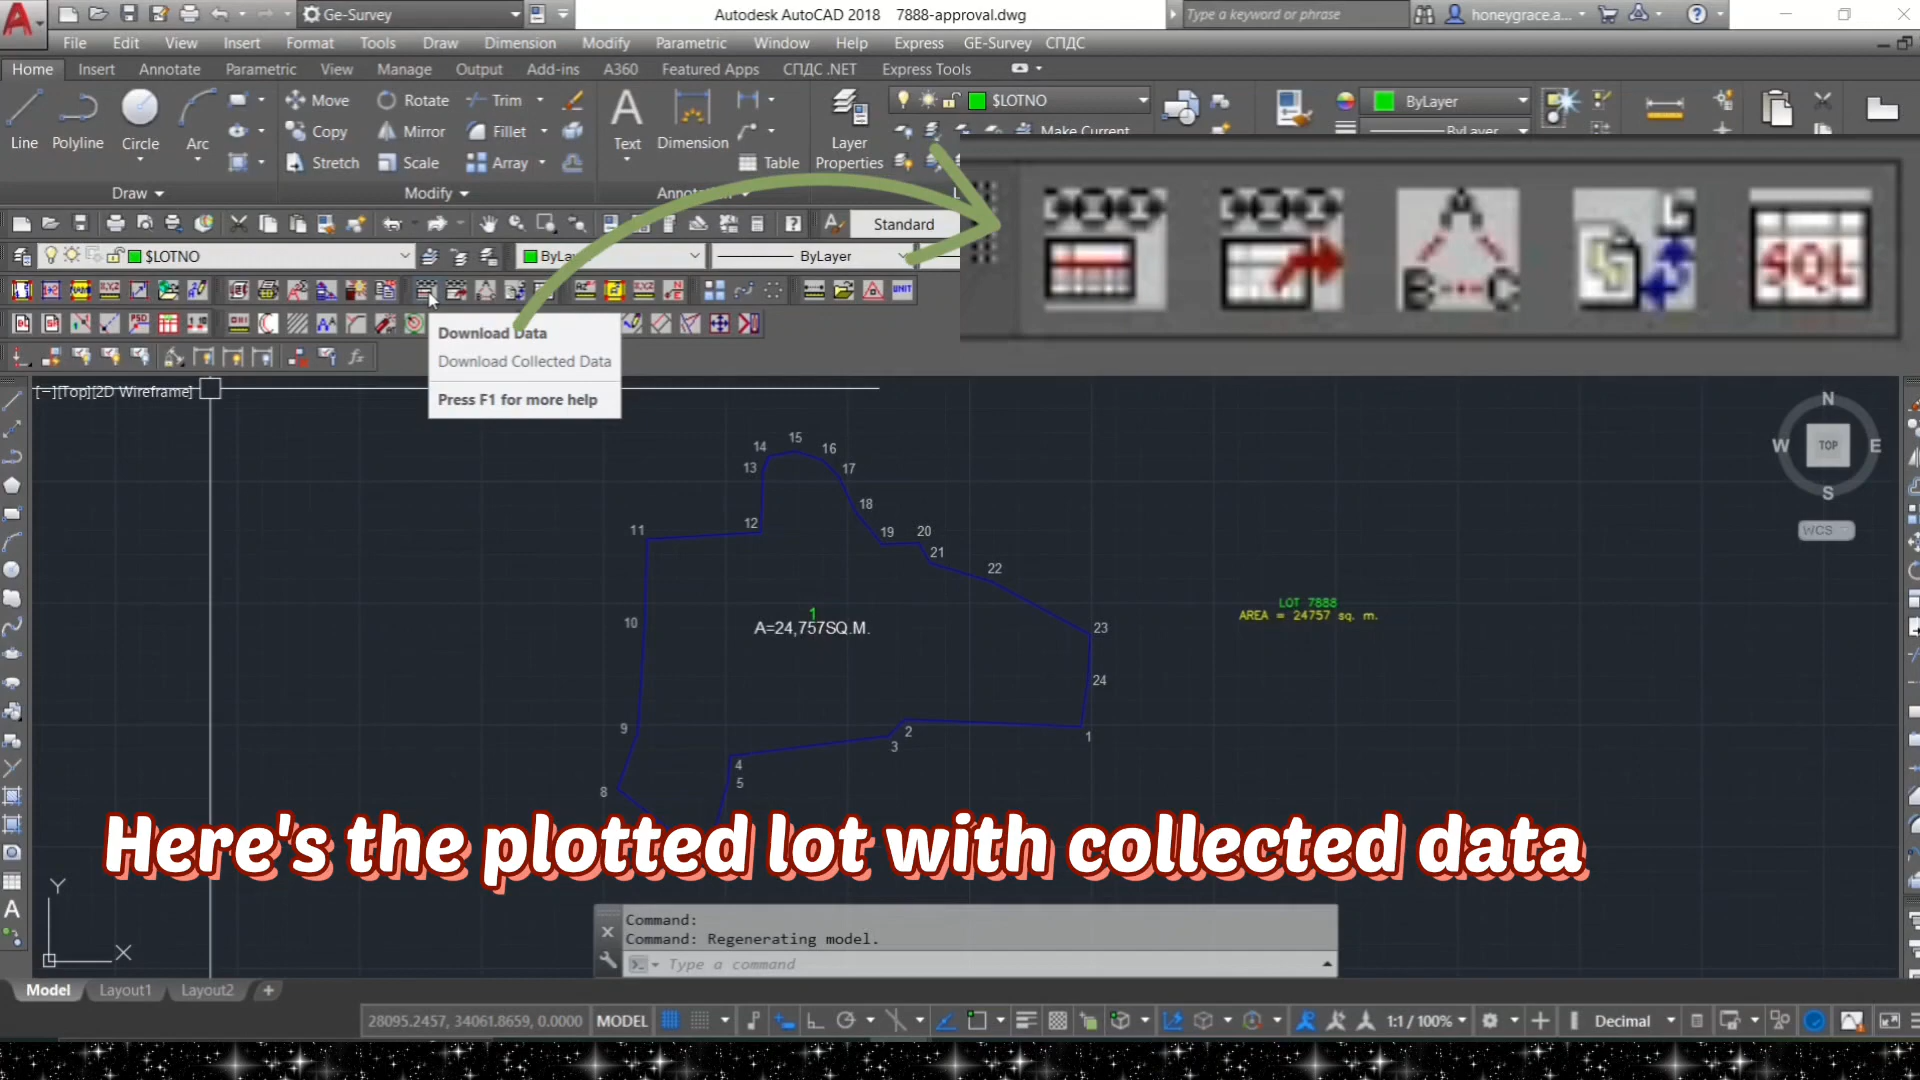 Ge-Survey
Autodesk AutoCAD 2018 7888-approval.dwg
Type a keyword or phrase
honeygrace.a...
File Edit View Insert Format Tools Draw Dimension Modify Parametric Window Help Express GE-Survey СПДС
Home Insert Annotate Parametric View Manage Output Add-ins A360 Featured Apps СПДС .NET Express Tools
Move Rotate Trim $LOTNO ByLayer
Copy Mirror Fillet Make Current ByLayer
Line Polyline Circle Arc Text Dimension Layer Properties
Stretch Scale Array Table
Draw Modify
Standard
$LOTNO ByLayer
UNIT
A B C
SQL
Download Data
Download Collected Data
Press F1 for more help
[−][Top][2D Wireframe]
N
W TOP E
S
WCS
15
14 16
13 17
18
12
11 19 20
21
22
10
1
A=24,757SQ.M.
23
24
LOT 7888
AREA = 24757 sq. m.
9 2 1
3
4
5
8
Here's the plotted lot with collected data
Y
X
Command:
Command: Regenerating model.
Type a command
Model Layout1 Layout2 +
28095.2457, 34061.8659, 0.0000 MODEL 1:1 / 100% Decimal